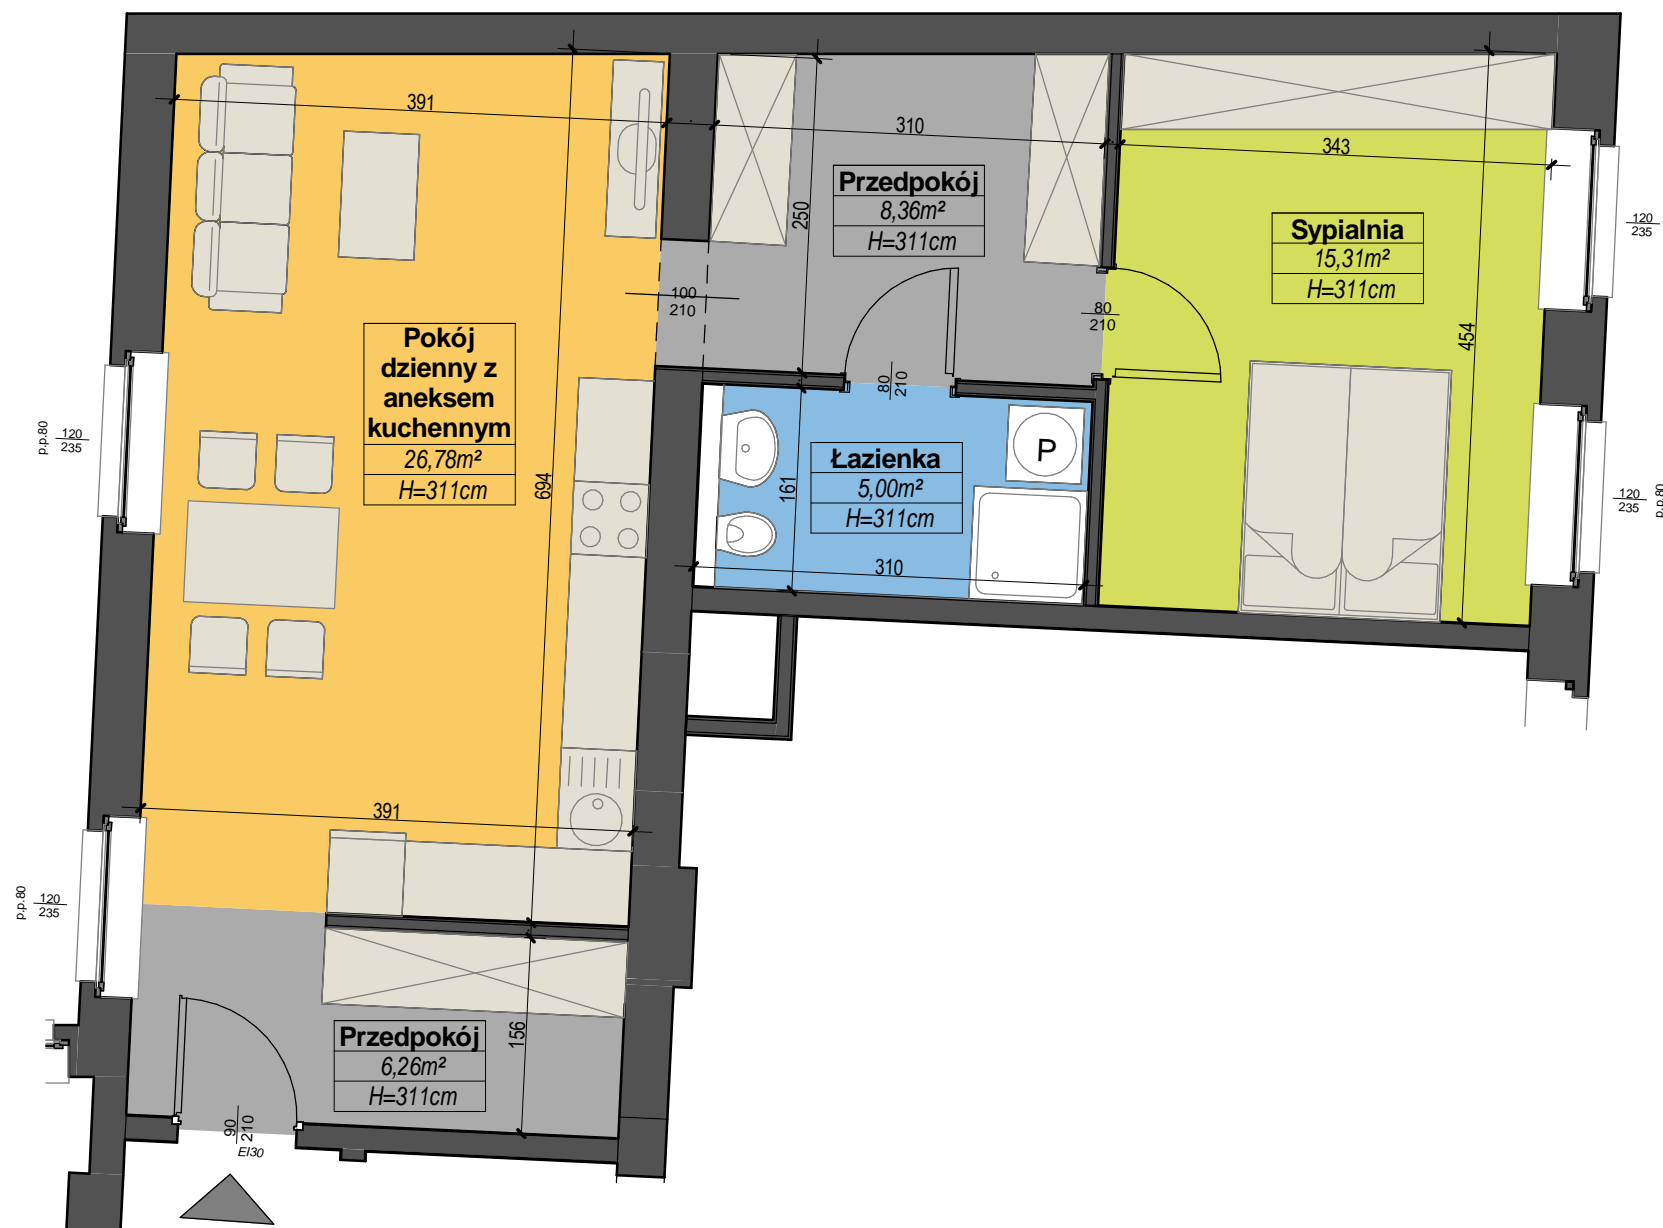 391
310
343
250
Przedpokój
8,36m²
H=311cm
Sypialnia
15,31m²
H=311cm
120
235
100
210
80
210
454
Pokój
dzienny z
aneksem
kuchennym
26,78m²
H=311cm
80
210
p.p.80
120
235
694
161
Łazienka
5,00m²
H=311cm
P
310
120
235
p.p.80
391
p.p.80
120
235
156
Przedpokój
6,26m²
H=311cm
90
210
EI30